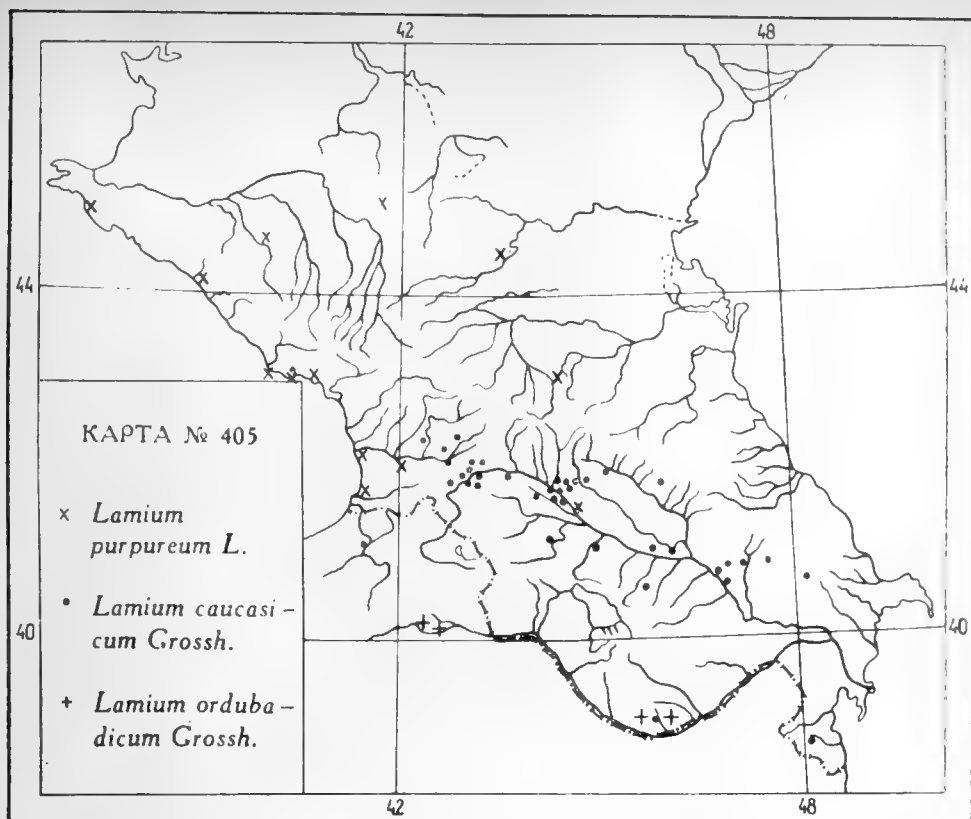 42 48
44 44
КАРТА № 405
x Lamium
purpureum L.
• Lamium caucasi–
cum Grossh.
+ Lamium orduba–
dicum Grossh.
40 40
42 48